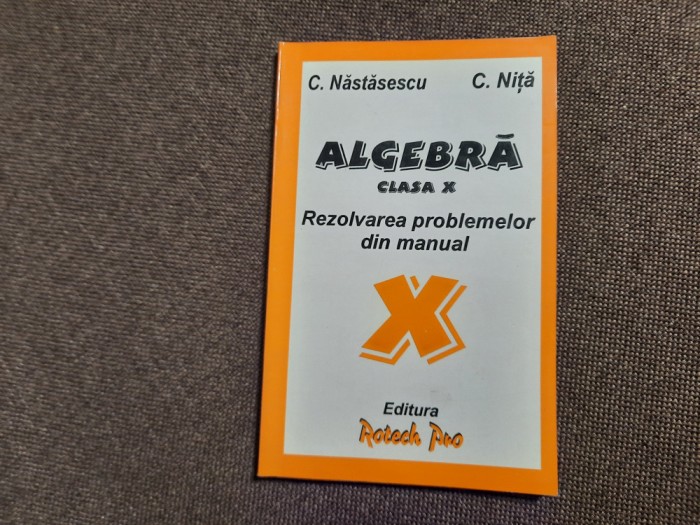 C. Năstăsescu C. Niță
ALGEBRĂ
CLASA X
Rezolvarea problemelor
din manual
X
Editura
Rotech Pro